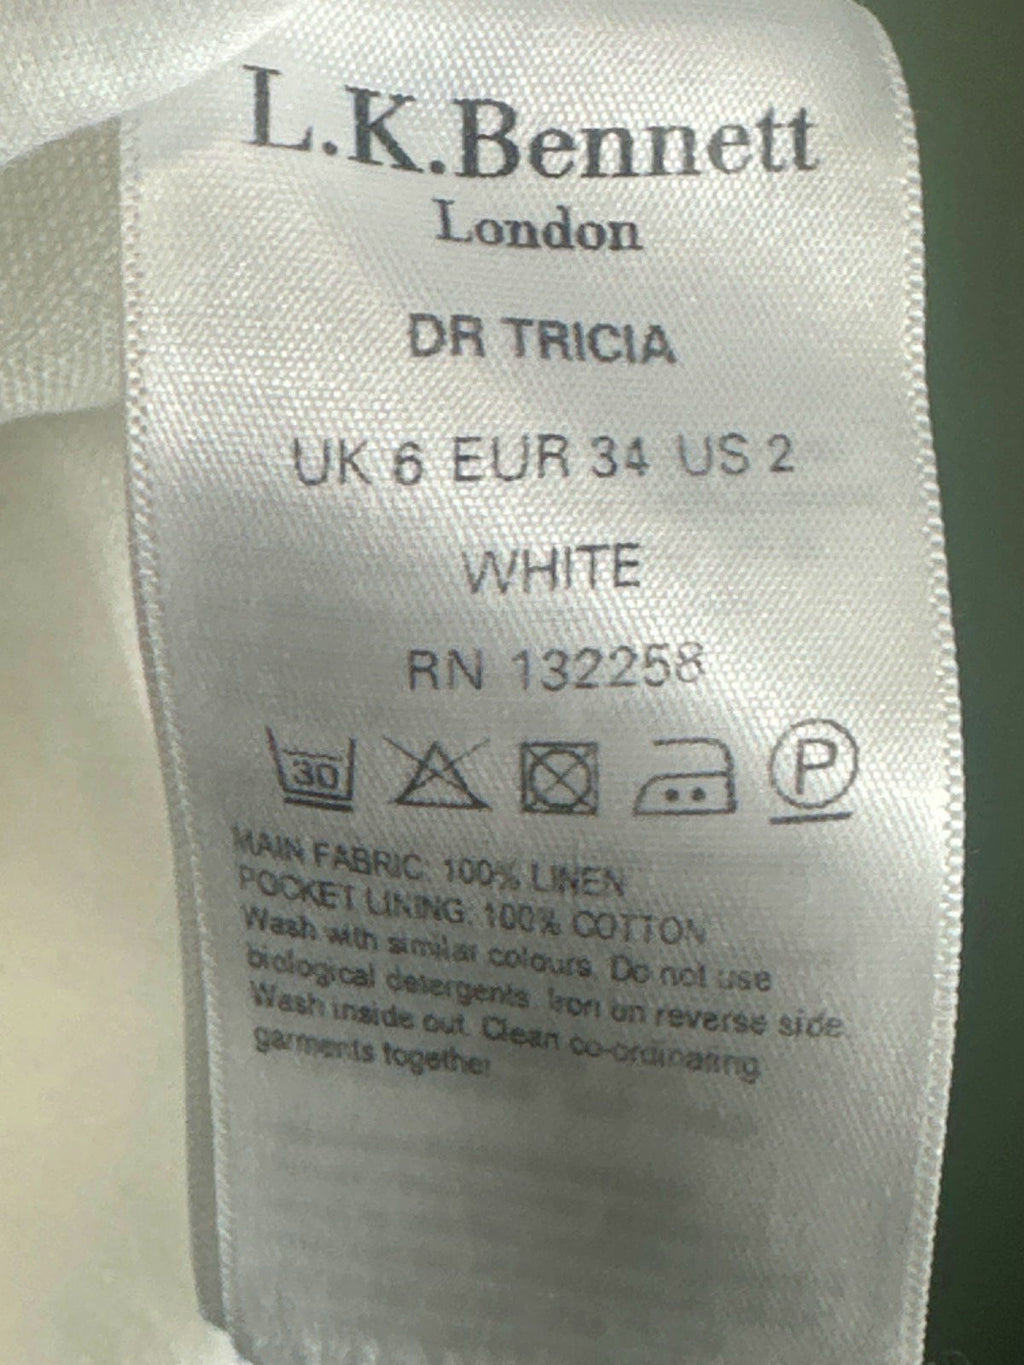 L.K.Bennett
London
DR TRICIA
UK 6 EUR 34 US 2
WHITE
RN 132258
30 P
MAIN FABRIC: 100% LINEN
POCKET LINING: 100% COTTON
Wash with similar colours. Do not use
biological detergents. Iron on reverse side.
Wash inside out. Clean co-ordinating
garments together